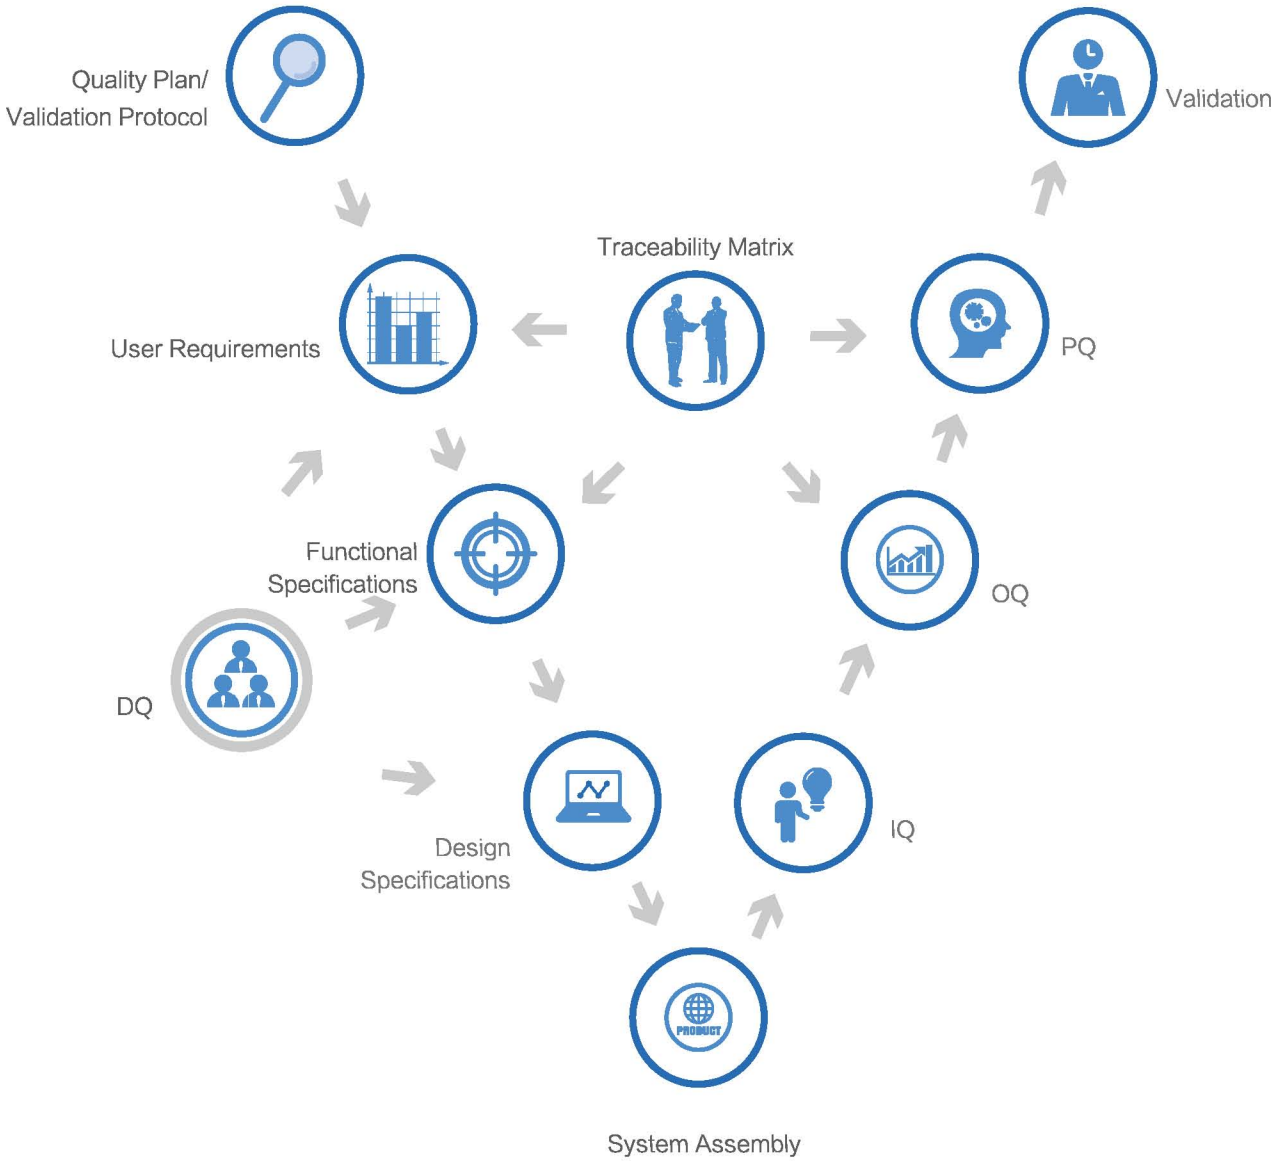 Quality Plan/
Validation Protocol
Validation
Traceability Matrix
User Requirements
PQ
Functional
Specifications
OQ
DQ
Design
Specifications
IQ
PRODUCT
System Assembly